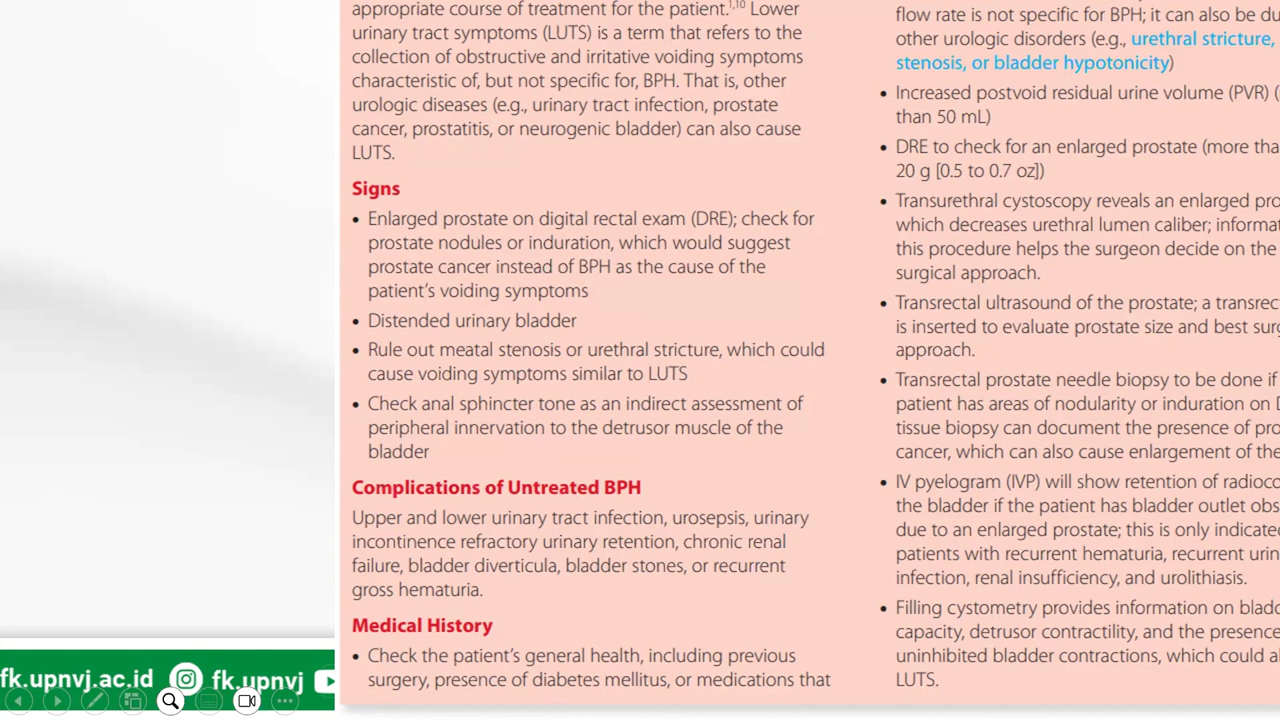 appropriate course of treatment for the patient.1,10 Lower
urinary tract symptoms (LUTS) is a term that refers to the
collection of obstructive and irritative voiding symptoms
characteristic of, but not specific for, BPH. That is, other
urologic diseases (e.g., urinary tract infection, prostate
cancer, prostatitis, or neurogenic bladder) can also cause
LUTS.
Signs
• Enlarged prostate on digital rectal exam (DRE); check for
prostate nodules or induration, which would suggest
prostate cancer instead of BPH as the cause of the
patient's voiding symptoms
• Distended urinary bladder
• Rule out meatal stenosis or urethral stricture, which could
cause voiding symptoms similar to LUTS
• Check anal sphincter tone as an indirect assessment of
peripheral innervation to the detrusor muscle of the
bladder
Complications of Untreated BPH
Upper and lower urinary tract infection, urosepsis, urinary
incontinence refractory urinary retention, chronic renal
failure, bladder diverticula, bladder stones, or recurrent
gross hematuria.
Medical History
• Check the patient's general health, including previous
surgery, presence of diabetes mellitus, or medications that
flow rate is not specific for BPH; it can also be du
other urologic disorders (e.g., urethral stricture,
stenosis, or bladder hypotonicity)
• Increased postvoid residual urine volume (PVR) (
than 50 mL)
• DRE to check for an enlarged prostate (more tha
20 g [0.5 to 0.7 oz])
• Transurethral cystoscopy reveals an enlarged pro
which decreases urethral lumen caliber; informat
this procedure helps the surgeon decide on the
surgical approach.
• Transrectal ultrasound of the prostate; a transrec
is inserted to evaluate prostate size and best surg
approach.
• Transrectal prostate needle biopsy to be done if
patient has areas of nodularity or induration on D
tissue biopsy can document the presence of pro
cancer, which can also cause enlargement of the
• IV pyelogram (IVP) will show retention of radioco
the bladder if the patient has bladder outlet obs
due to an enlarged prostate; this is only indicated
patients with recurrent hematuria, recurrent urin
infection, renal insufficiency, and urolithiasis.
• Filling cystometry provides information on bladd
capacity, detrusor contractility, and the presence
uninhibited bladder contractions, which could al
LUTS.
fk.upnvj.ac.id fk.upnvj